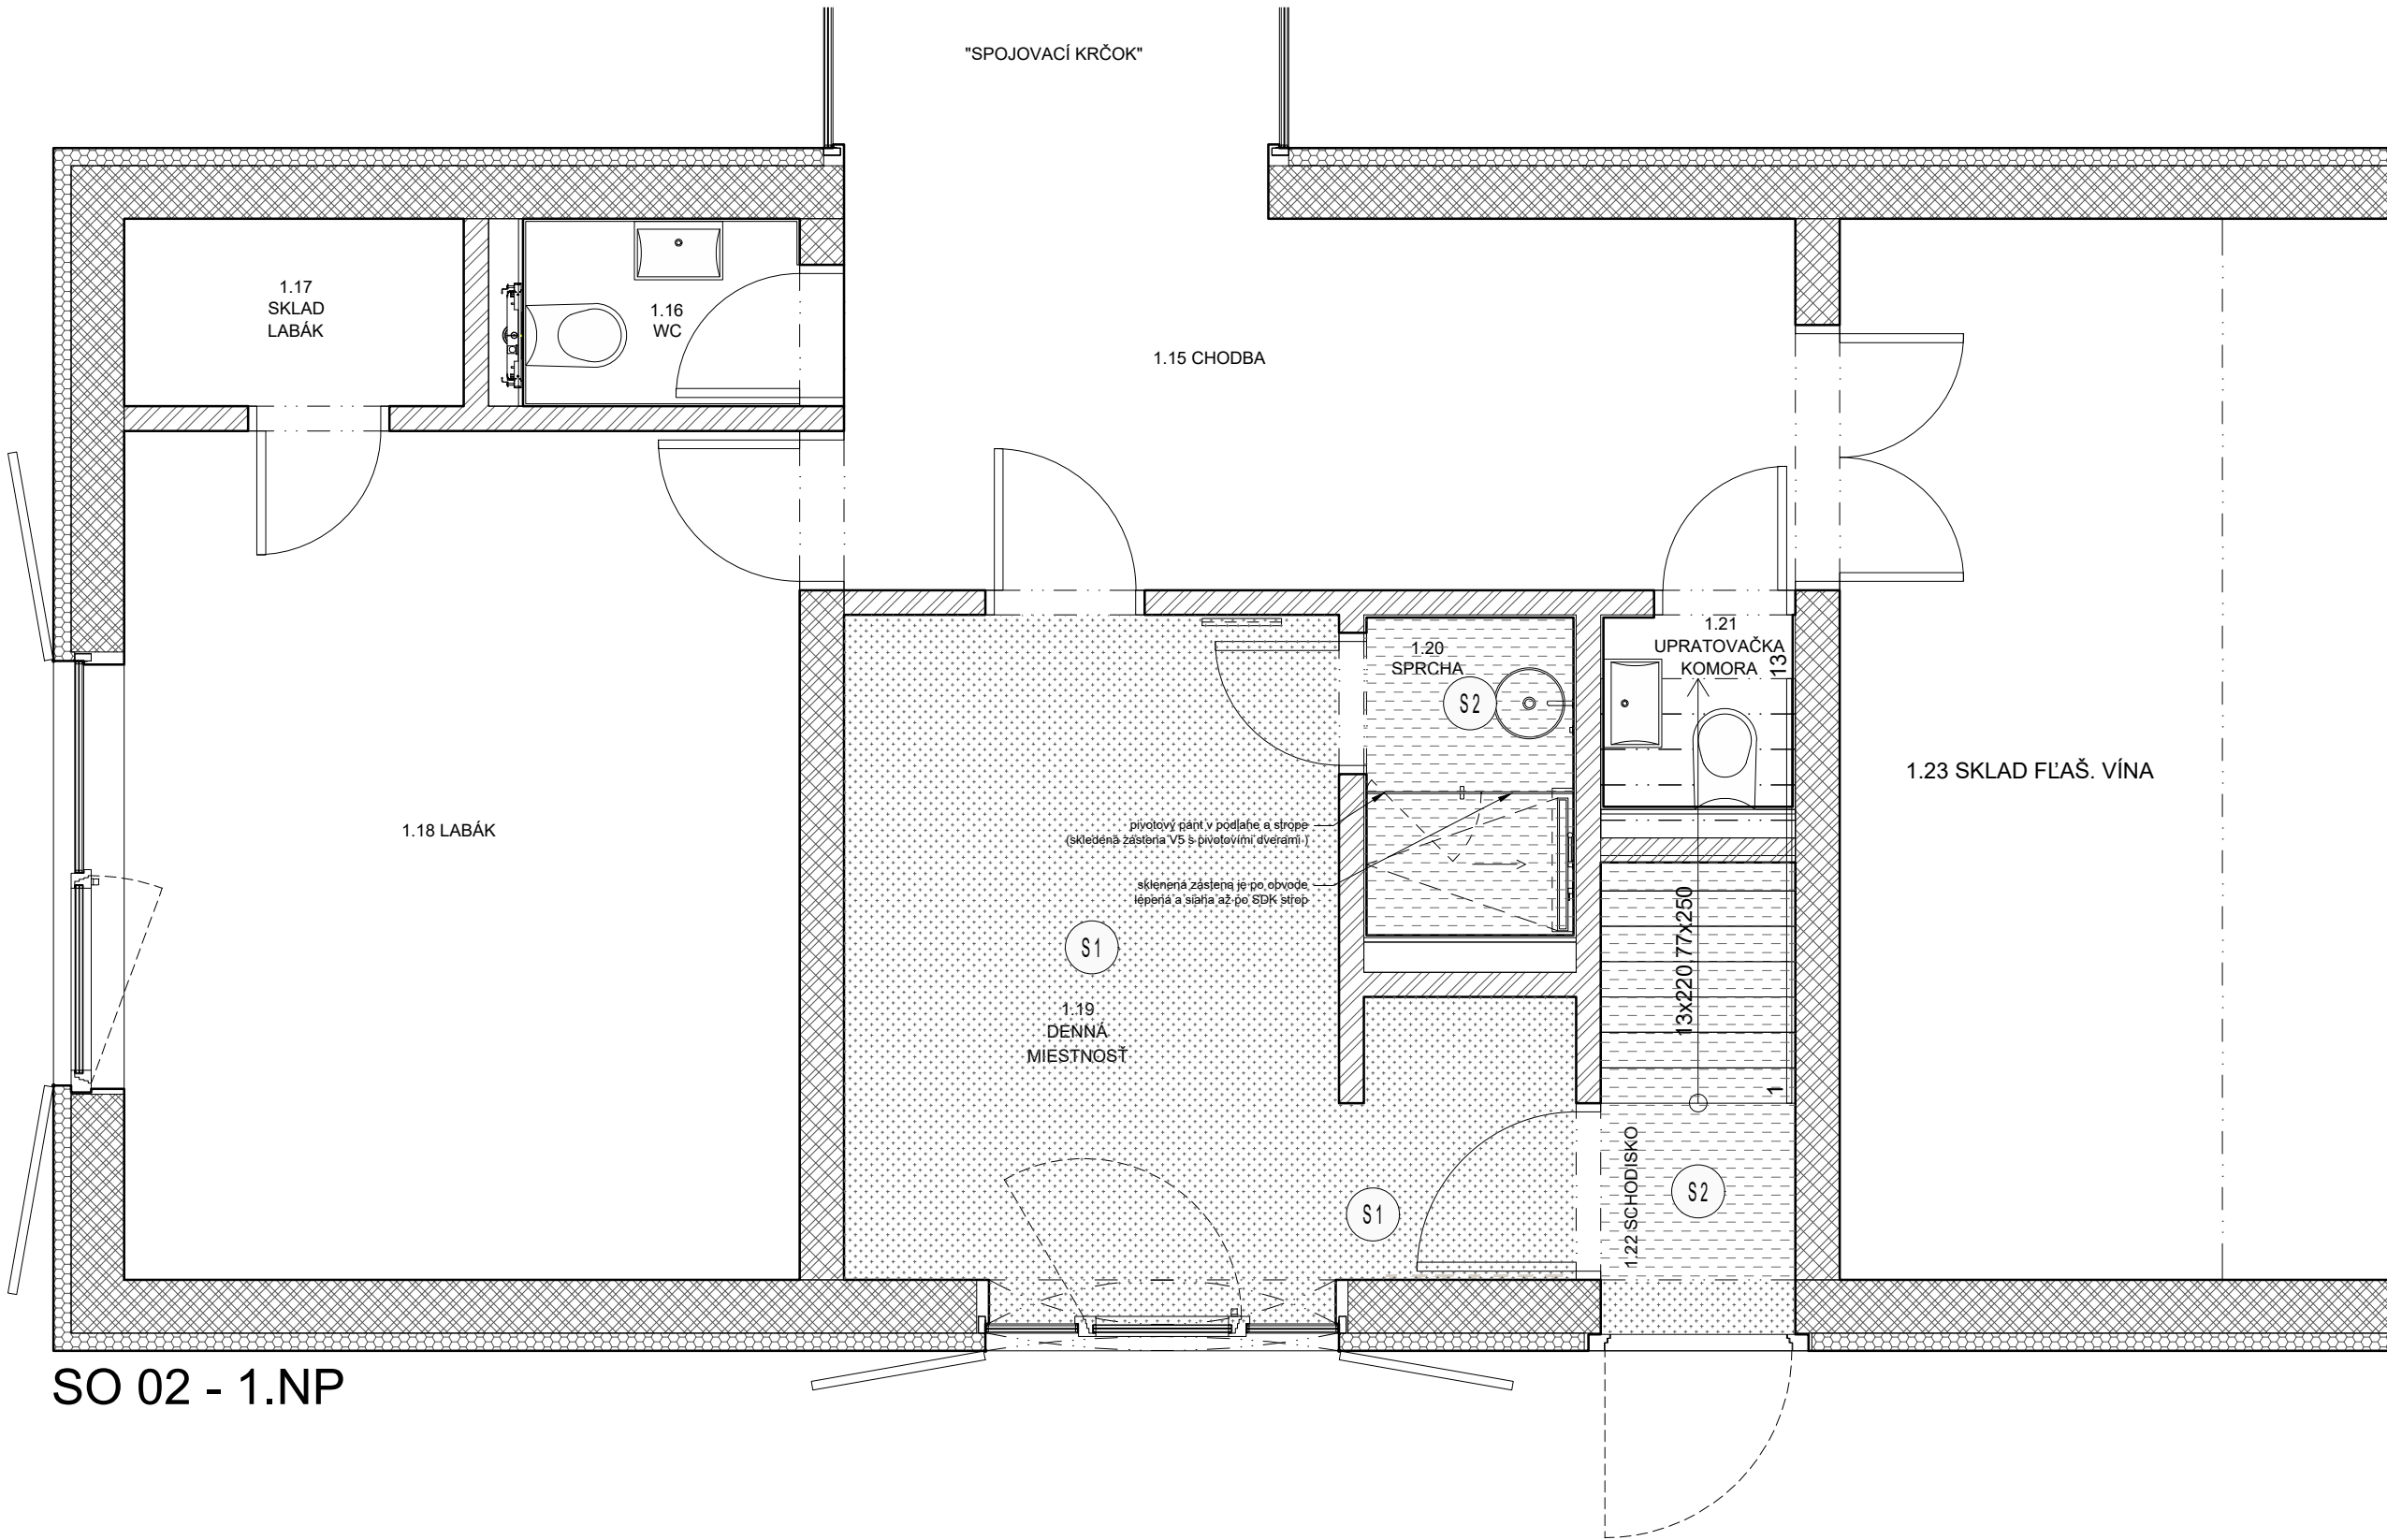 "SPOJOVACÍ KRČOK"
1.17
SKLAD
LABÁK
1.16
WC
1.15 CHODBA
1.20
SPRCHA
S2
1.21
UPRATOVAČKA
KOMORA
13
1.23 SKLAD FĽAŠ. VÍNA
1.18 LABÁK
pivotový pánt v podlahe a strope
(skledená zástena V5 s pivotovími dverami )
sklenená zástena je po obvode
lepená a siaha až po SDK strop
S1
1.19
DENNÁ
MIESTNOSŤ
13x220,77x250
1
1.22 SCHODISKO
S2
S1
SO 02 - 1.NP